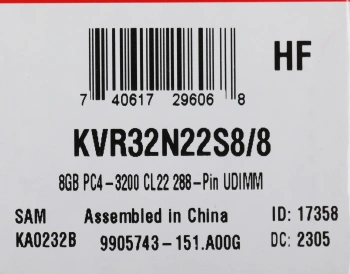 HF
7 40617 29606 8
KVR32N22S8/8
8GB PC4-3200 CL22 288-Pin UDIMM
SAM Assembled in China ID: 17358
KA0232B 9905743-151.A00G DC: 2305